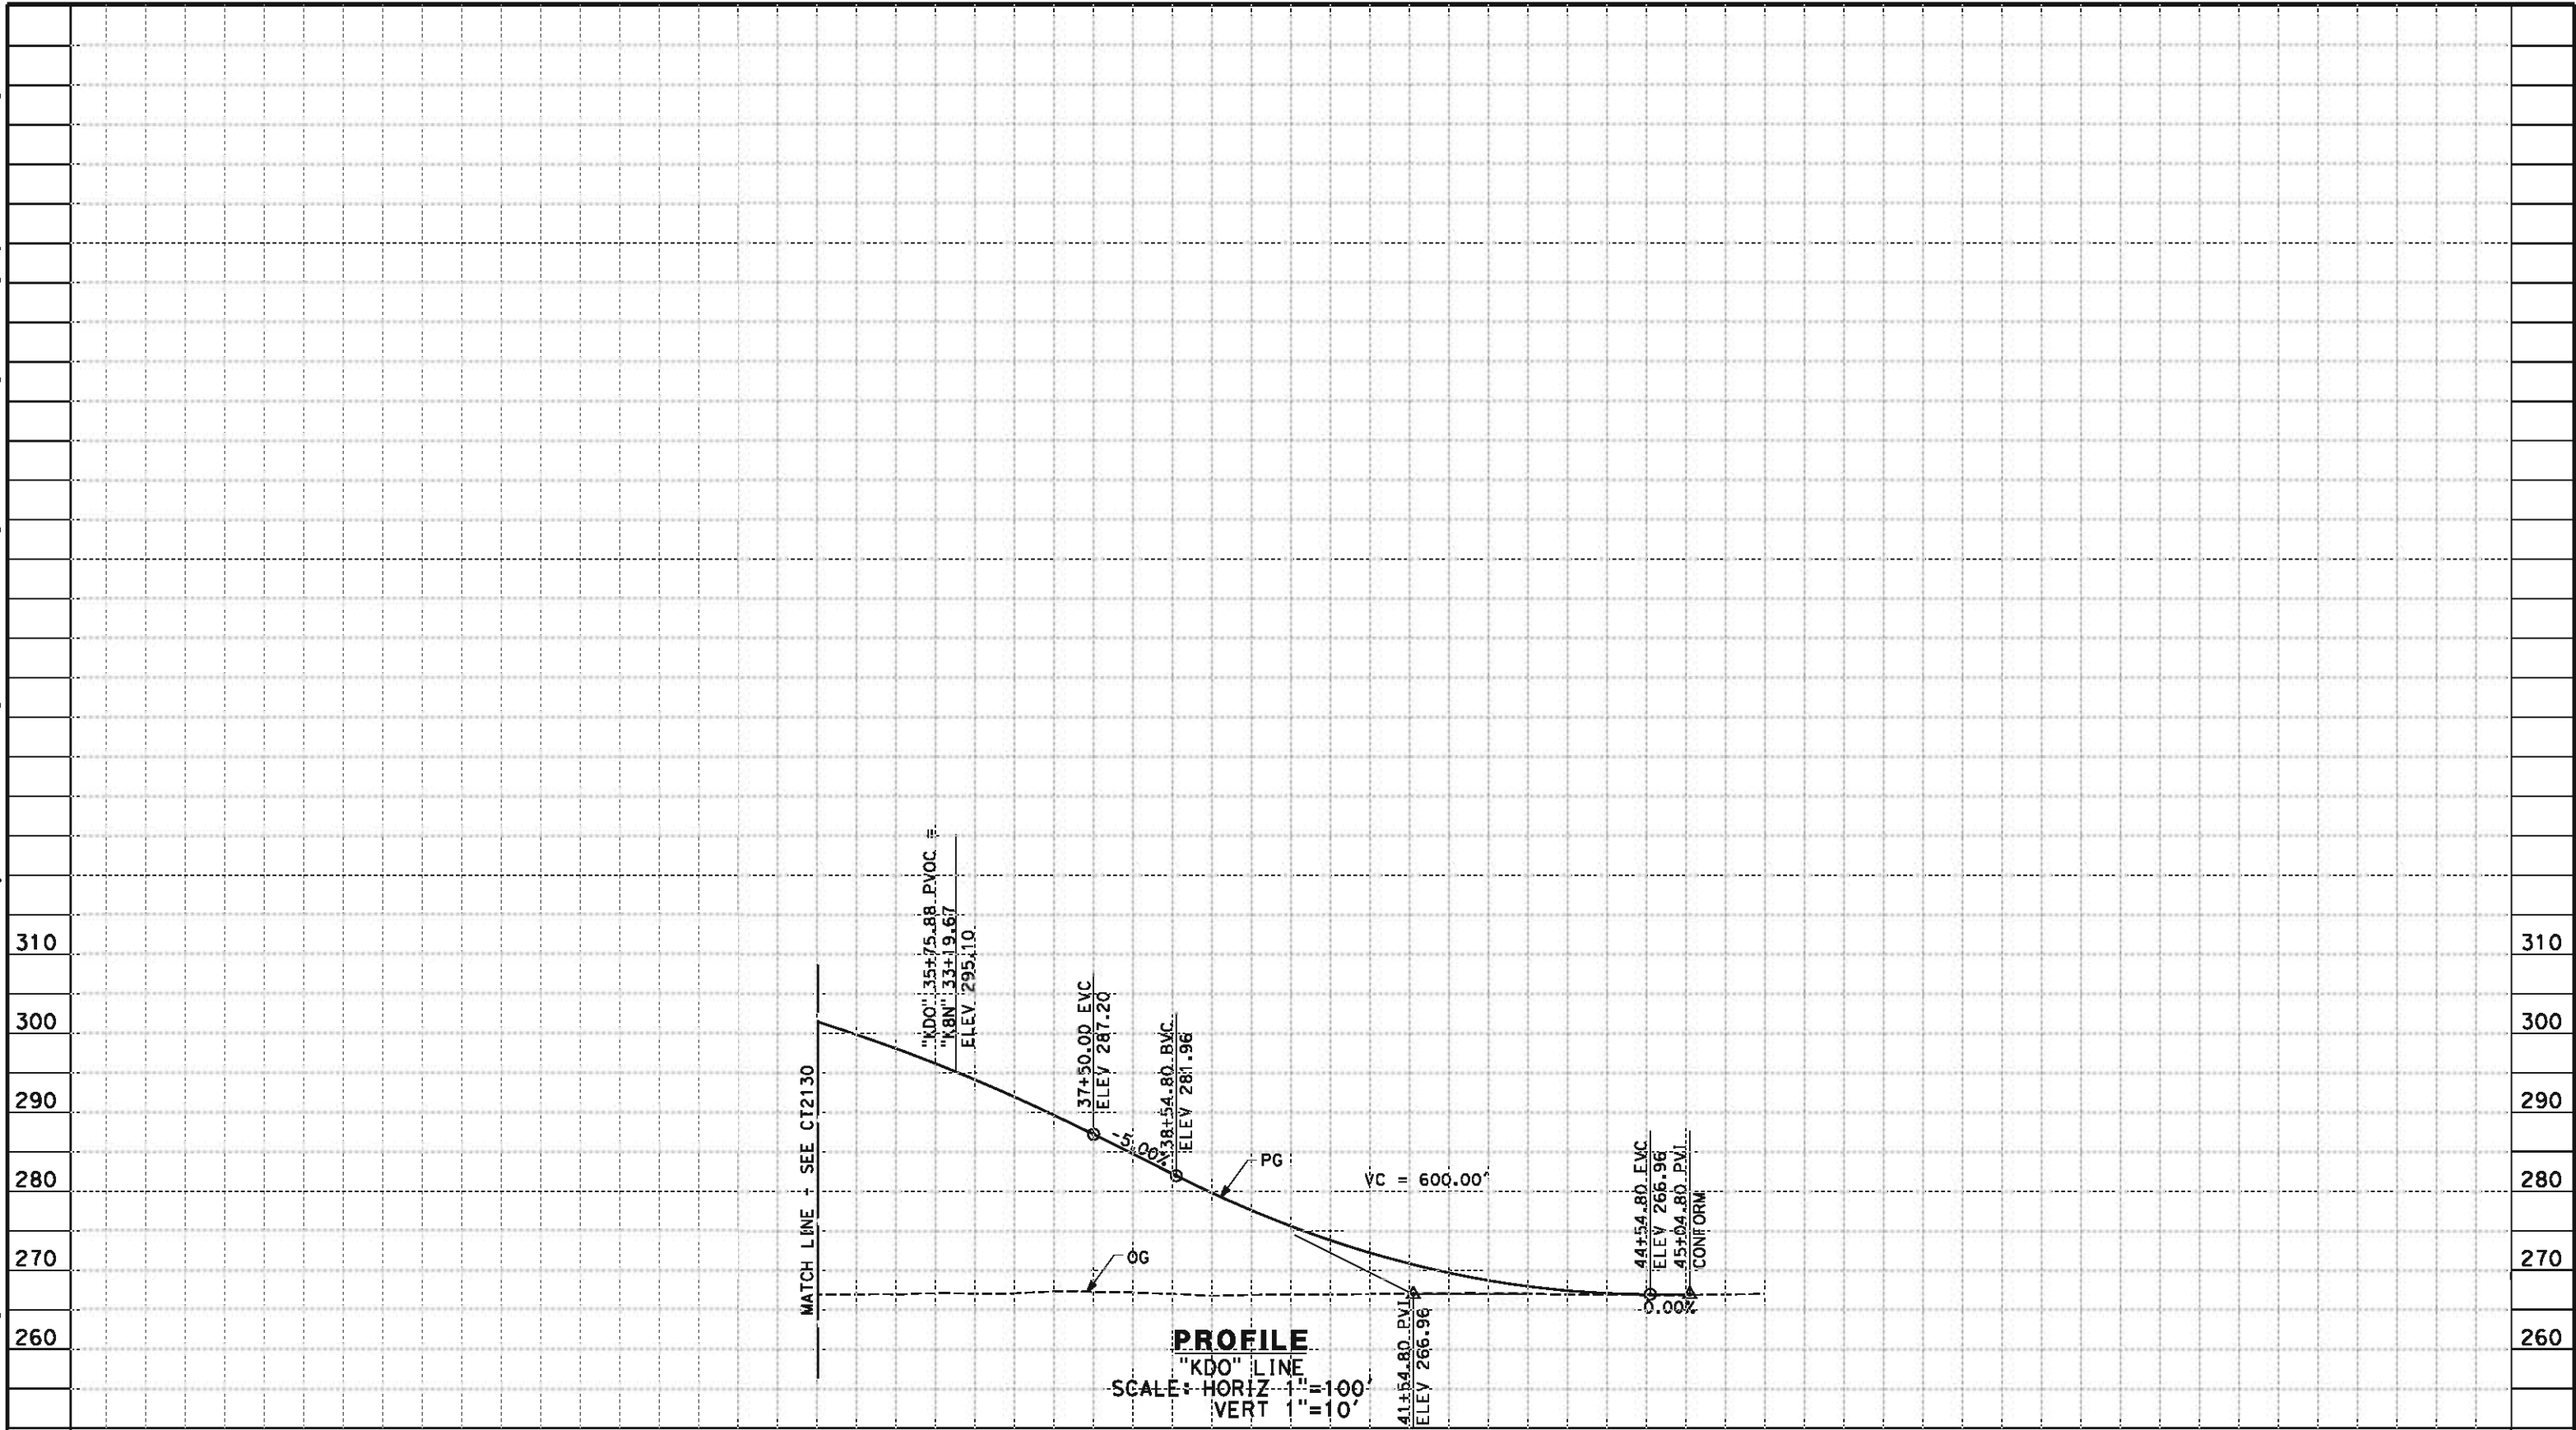 "KDO" 35+75.88 PVOC =
"K8N" 33+19.67
ELEV 295.10
310
310
37+50.00 EVC
ELEV 287.20
300
300
38+54.80 BVC
ELEV 281.96
MATCH LINE - SEE CT2130
290
290
-5.00%
PG
VC = 600.00'
44+54.80 EVC
ELEV 266.96
45+04.80 PVI
CONFORM
280
280
OG
270
270
0.00%
41+54.80 PVI
ELEV 266.96
260
260
PROFILE
"KDO" LINE
SCALE: HORIZ 1"=100'
VERT 1"=10'